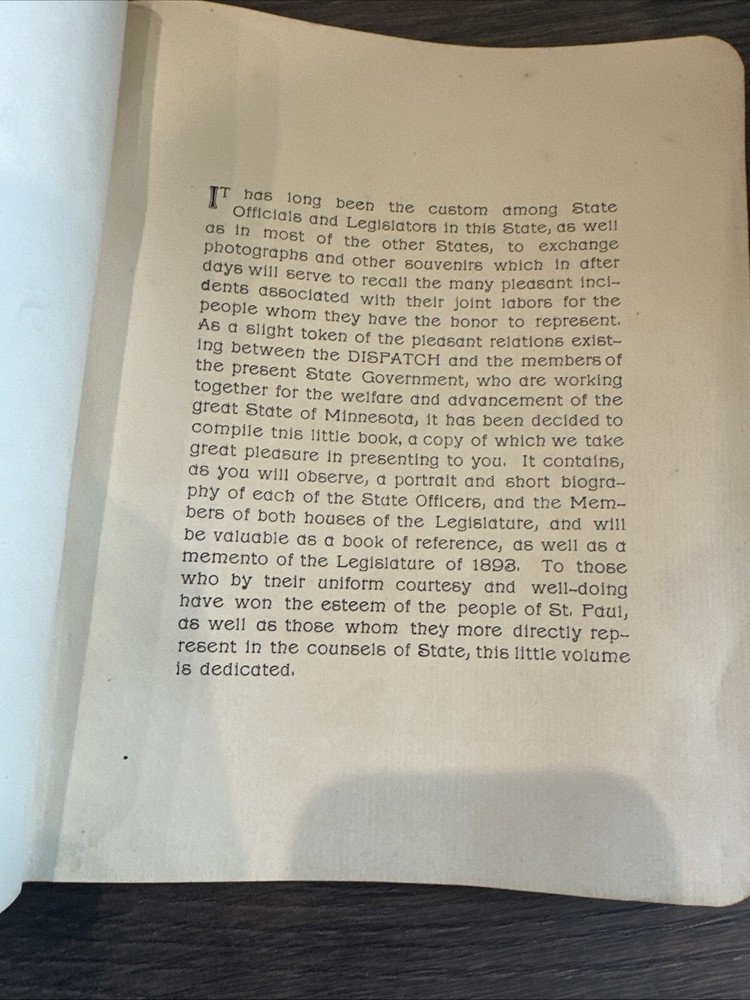 IT has long been the custom among State
Officials and Legislators in this State, as well
as in most of the other States, to exchange
photographs and other souvenirs which in after
days will serve to recall the many pleasant inci-
dents associated with their joint labors for the
people whom they have the honor to represent.
As a slight token of the pleasant relations exist-
ing between the DISPATCH and the members of
the present State Government, who are working
together for the welfare and advancement of the
great State of Minnesota, it has been decided to
compile tnis little book, a copy of which we take
great pleasure in presenting to you. It contains,
as you will observe, a portrait and short biogra-
phy of each of the State Officers, and the Mem-
bers of both houses of the Legislature, and will
be valuable as a book of reference, as well as a
memento of the Legislature of 1893. To those
who by tneir uniform courtesy and well-doing
have won the esteem of the people of St. Paul,
as well as those whom they more directly rep-
resent in the counsels of State, this little volume
is dedicated.